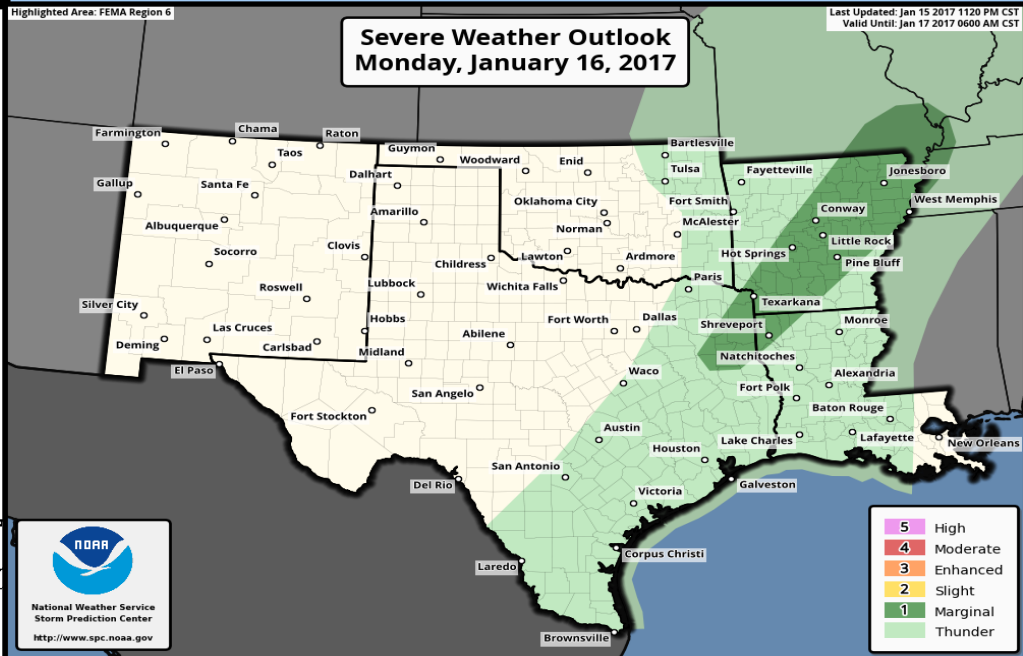 Highlighted Area: FEMA Region 6
Last Updated: Jan 15 2017 1120 PM CST
Valid Until: Jan 17 2017 0600 AM CST
Severe Weather Outlook
Monday, January 16, 2017
Farmington
Chama
Raton
Taos
Guymon
Woodward
Enid
Bartlesville
Tulsa
Fayetteville
Jonesboro
Gallup
Santa Fe
Dalhart
Oklahoma City
Fort Smith
West Memphis
Albuquerque
Amarillo
Norman
McAlester
Conway
Socorro
Clovis
Childress
Lawton
Ardmore
Hot Springs
Little Rock
Pine Bluff
Roswell
Lubbock
Wichita Falls
Paris
Texarkana
Silver City
Las Cruces
Hobbs
Abilene
Fort Worth
Dallas
Shreveport
Monroe
Deming
Carlsbad
Midland
Natchitoches
El Paso
San Angelo
Waco
Fort Polk
Alexandria
Fort Stockton
Austin
Baton Rouge
Houston
Lake Charles
Lafayette
New Orleans
Del Rio
San Antonio
Galveston
Victoria
Laredo
Corpus Christi
Brownsville
NOAA
National Weather Service
Storm Prediction Center
http://www.spc.noaa.gov
5 High
4 Moderate
3 Enhanced
2 Slight
1 Marginal
Thunder